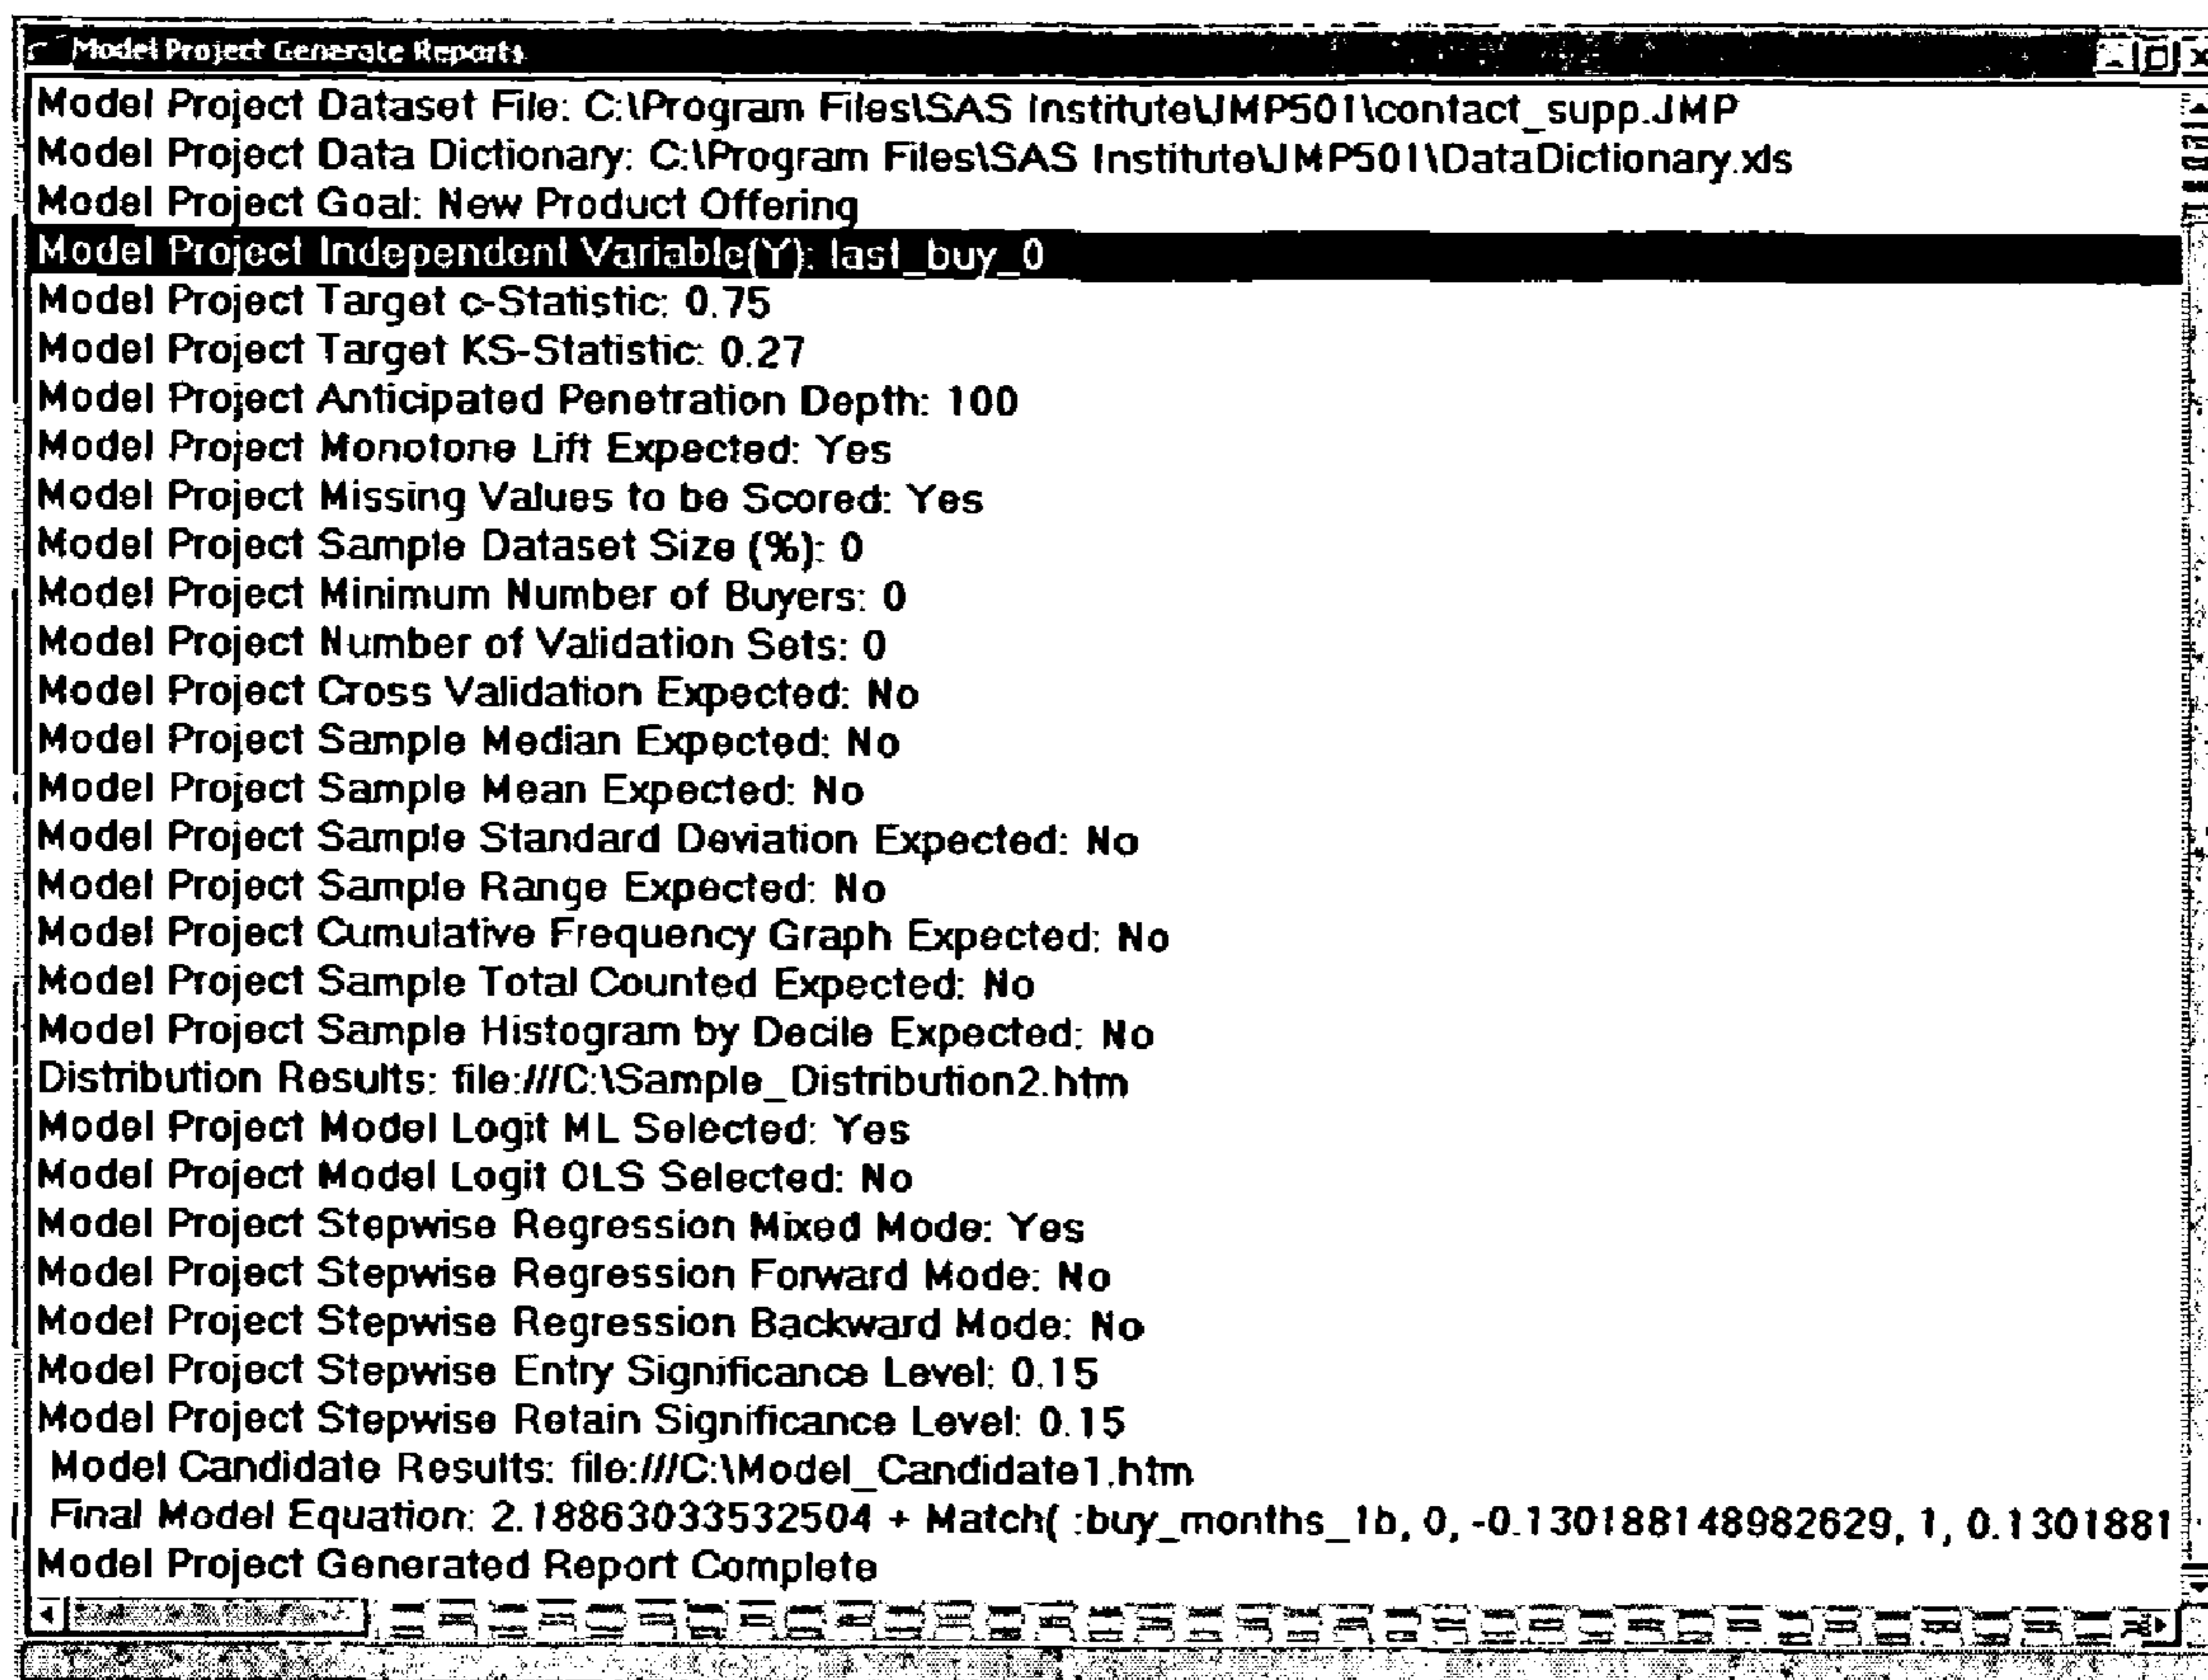 Model Project Generate Reports
Model Project Dataset File: C:\Program Files\SAS Institute\JMP501\contact_supp.JMP
Model Project Data Dictionary: C:\Program Files\SAS Institute\JMP501\DataDictionary.xls
Model Project Goal: New Product Offering
Model Project Independent Variable(Y): last_buy_0
Model Project Target c-Statistic: 0.75
Model Project Target KS-Statistic: 0.27
Model Project Anticipated Penetration Depth: 100
Model Project Monotone Lift Expected: Yes
Model Project Missing Values to be Scored: Yes
Model Project Sample Dataset Size (%): 0
Model Project Minimum Number of Buyers: 0
Model Project Number of Validation Sets: 0
Model Project Cross Validation Expected: No
Model Project Sample Median Expected: No
Model Project Sample Mean Expected: No
Model Project Sample Standard Deviation Expected: No
Model Project Sample Range Expected: No
Model Project Cumulative Frequency Graph Expected: No
Model Project Sample Total Counted Expected: No
Model Project Sample Histogram by Decile Expected: No
Distribution Results: file:///C:\Sample_Distribution2.htm
Model Project Model Logit ML Selected: Yes
Model Project Model Logit OLS Selected: No
Model Project Stepwise Regression Mixed Mode: Yes
Model Project Stepwise Regression Forward Mode: No
Model Project Stepwise Regression Backward Mode: No
Model Project Stepwise Entry Significance Level: 0.15
Model Project Stepwise Retain Significance Level: 0.15
Model Candidate Results: file:///C:\Model_Candidate1.htm
Final Model Equation: 2.18863033532504 + Match( :buy_months_1b, 0, -0.130188148982629, 1, 0.1301881
Model Project Generated Report Complete